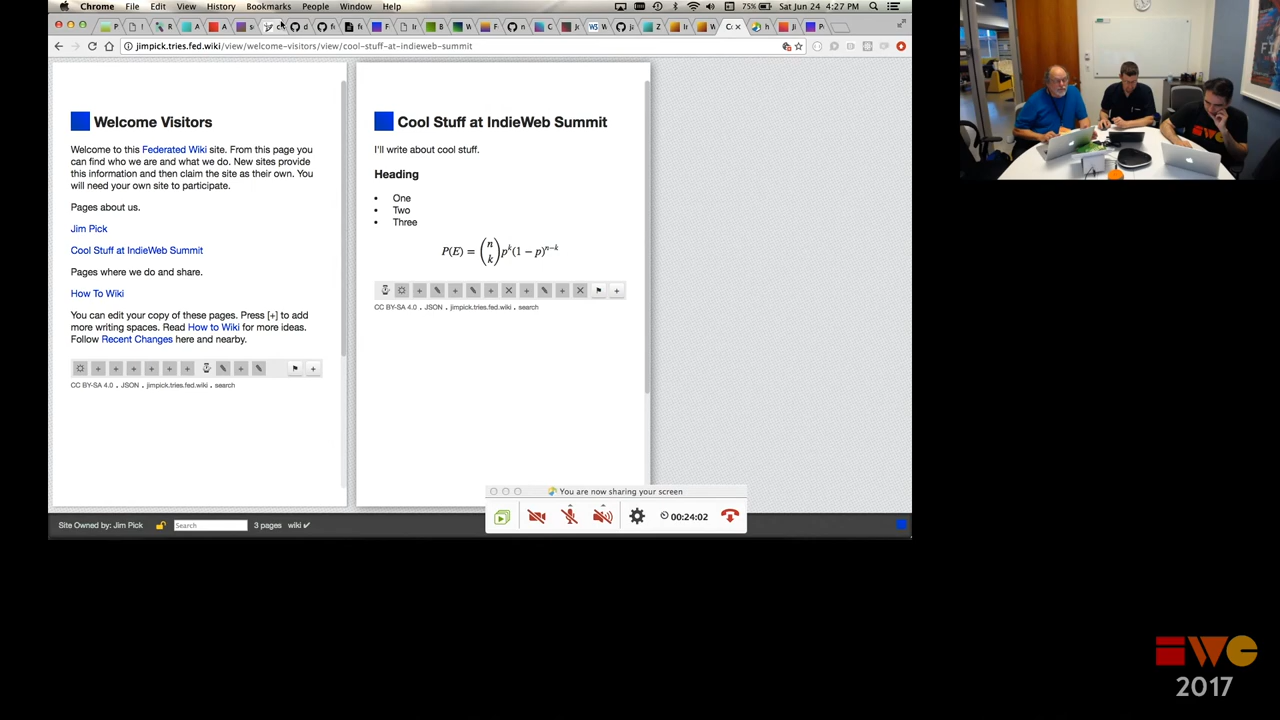 Chrome File Edit View History Bookmarks People Window Help 75% Sat Jun 24 4:27 PM
jimpick.tries.fed.wiki/view/welcome-visitors/view/cool-stuff-at-indieweb-summit
Welcome Visitors
Welcome to this Federated Wiki site. From this page you
can find who we are and what we do. New sites provide
this information and then claim the site as their own. You
will need your own site to participate.
Pages about us.
Jim Pick
Cool Stuff at IndieWeb Summit
Pages where we do and share.
How To Wiki
You can edit your copy of these pages. Press [+] to add
more writing spaces. Read How to Wiki for more ideas.
Follow Recent Changes here and nearby.
CC BY-SA 4.0 . JSON . jimpick.tries.fed.wiki . search
Cool Stuff at IndieWeb Summit
I'll write about cool stuff.
Heading
• One
• Two
• Three
P(E) = (n k) p^k (1 − p)^{n−k}
CC BY-SA 4.0 . JSON . jimpick.tries.fed.wiki . search
You are now sharing your screen
00:24:02
Site Owned by: Jim Pick Search 3 pages wiki ✓
IWC
2017